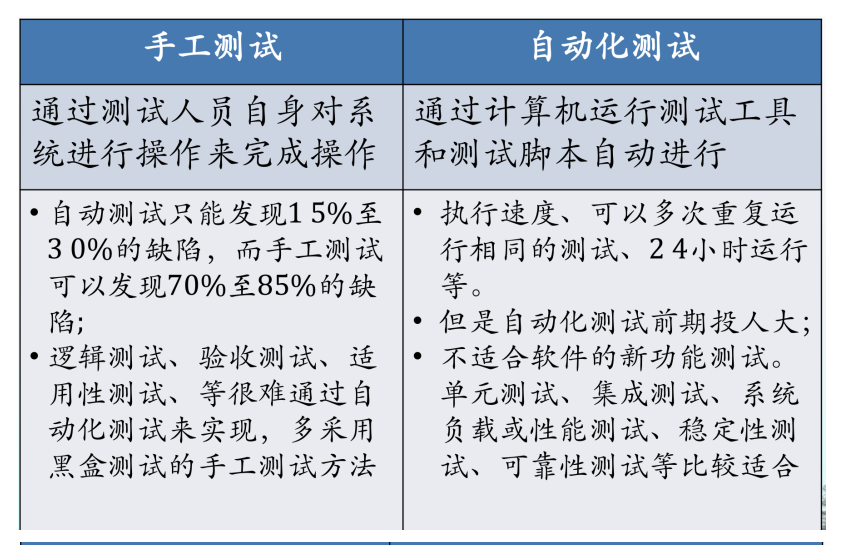 手工测试
自动化测试
通过测试人员自身对系
统进行操作来完成操作
通过计算机运行测试工具
和测试脚本自动进行
• 自动测试只能发现15%至
30%的缺陷，而手工测试
可以发现70%至85%的缺
陷;
• 逻辑测试、验收测试、适
用性测试、等很难通过自
动化测试来实现，多采用
黑盒测试的手工测试方法
• 执行速度、可以多次重复运
行相同的测试、24小时运行
等。
• 但是自动化测试前期投人大;
• 不适合软件的新功能测试。
单元测试、集成测试、系统
负载或性能测试、稳定性测
试、可靠性测试等比较适合